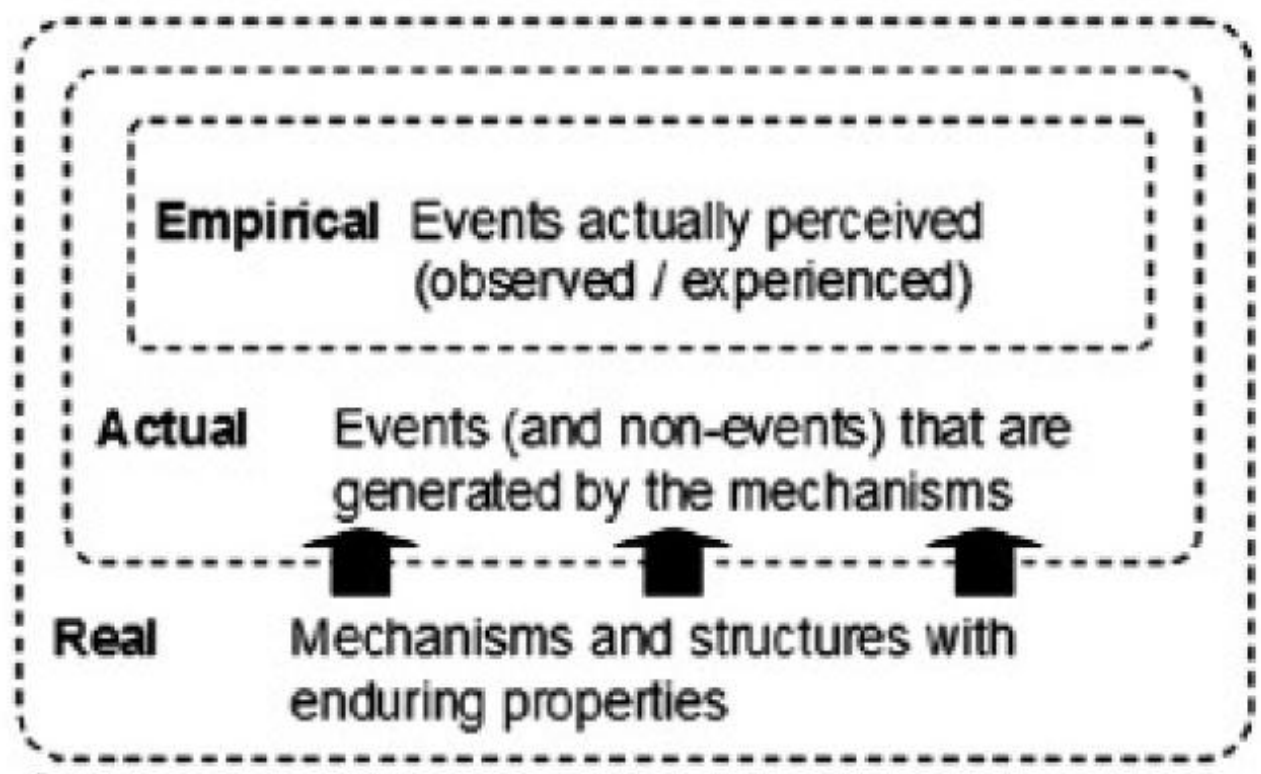 Empirical Events actually perceived
(observed / experienced)
Actual Events (and non-events) that are
generated by the mechanisms
Real Mechanisms and structures with
enduring properties